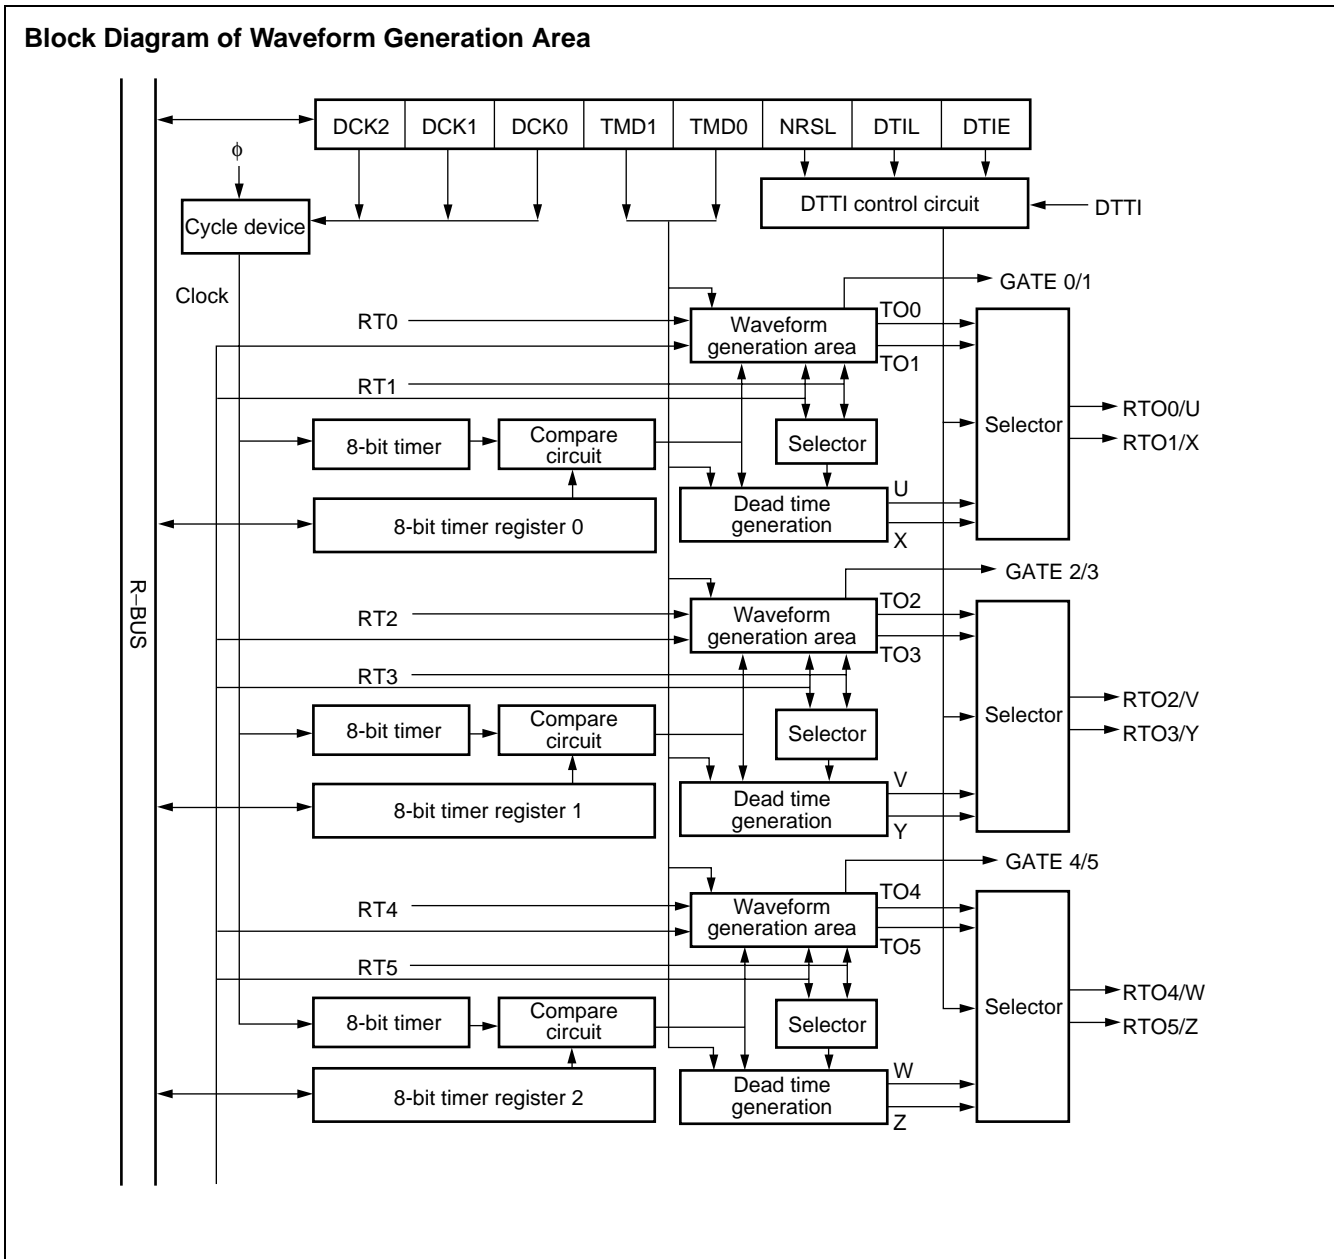 Block Diagram of Waveform Generation Area
DCK2 DCK1 DCK0 TMD1 TMD0 NRSL DTIL DTIE
ϕ
Cycle device
DTTI control circuit
DTTI
Clock
GATE 0/1
RT0
Waveform
generation area
TO0
TO1
RT1
RTO0/U
RTO1/X
Selector
8-bit timer
Compare
circuit
Selector
8-bit timer register 0
Dead time
generation
U
X
R–BUS
GATE 2/3
RT2
Waveform
generation area
TO2
TO3
RT3
RTO2/V
RTO3/Y
Selector
8-bit timer
Compare
circuit
Selector
8-bit timer register 1
Dead time
generation
V
Y
GATE 4/5
RT4
Waveform
generation area
TO4
TO5
RT5
RTO4/W
RTO5/Z
Selector
8-bit timer
Compare
circuit
Selector
8-bit timer register 2
Dead time
generation
W
Z